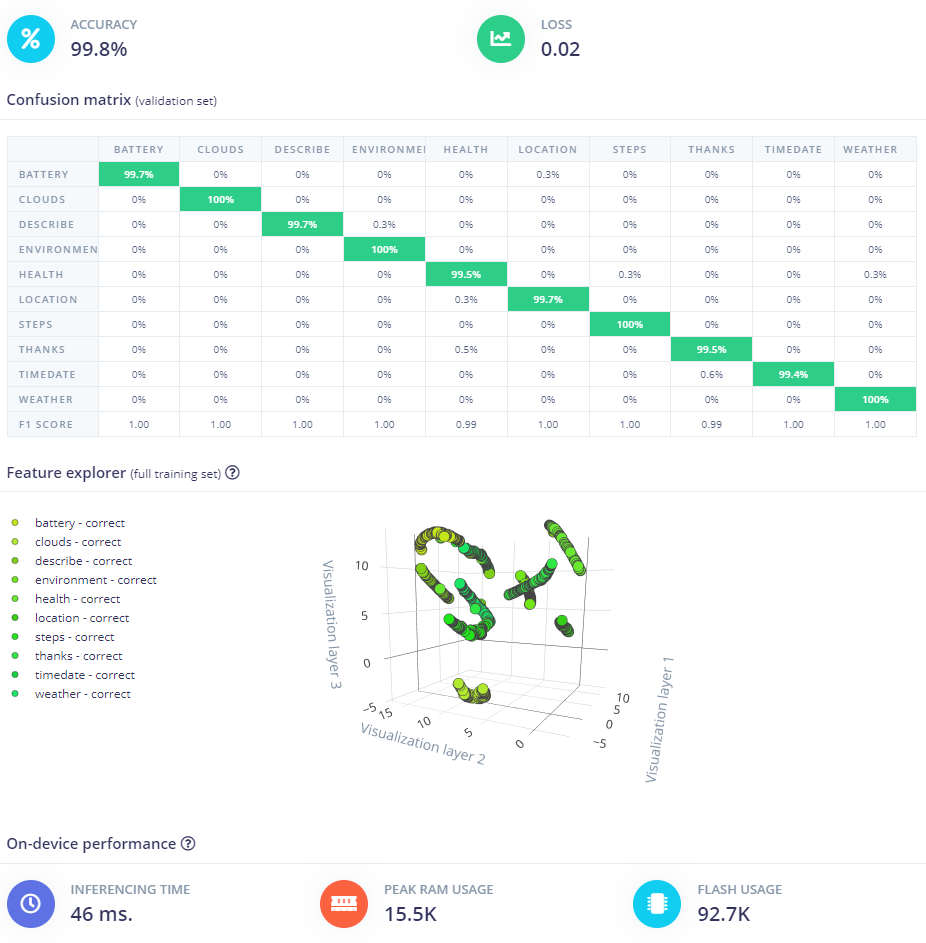 ACCURACY
99.8%
LOSS
0.02
Confusion matrix (validation set)
BATTERY CLOUDS DESCRIBE ENVIRONMEI HEALTH LOCATION STEPS THANKS TIMEDATE WEATHER
BATTERY 99.7% 0% 0% 0% 0% 0.3% 0% 0% 0% 0%
CLOUDS 0% 100% 0% 0% 0% 0% 0% 0% 0% 0%
DESCRIBE 0% 0% 99.7% 0.3% 0% 0% 0% 0% 0% 0%
ENVIRONMEN 0% 0% 0% 100% 0% 0% 0% 0% 0% 0%
HEALTH 0% 0% 0% 0% 99.5% 0% 0.3% 0% 0% 0.3%
LOCATION 0% 0% 0% 0% 0.3% 99.7% 0% 0% 0% 0%
STEPS 0% 0% 0% 0% 0% 0% 100% 0% 0% 0%
THANKS 0% 0% 0% 0% 0.5% 0% 0% 99.5% 0% 0%
TIMEDATE 0% 0% 0% 0% 0% 0% 0% 0.6% 99.4% 0%
WEATHER 0% 0% 0% 0% 0% 0% 0% 0% 0% 100%
F1 SCORE 1.00 1.00 1.00 1.00 0.99 1.00 1.00 0.99 1.00 1.00
Feature explorer (full training set) ?
battery - correct
clouds - correct
describe - correct
environment - correct
health - correct
location - correct
steps - correct
thanks - correct
timedate - correct
weather - correct
10
5
0
−5
Visualization layer 3
15
10
5
0
Visualization layer 2
10
5
0
−5
Visualization layer 1
On-device performance ?
INFERENCING TIME
46 ms.
PEAK RAM USAGE
15.5K
FLASH USAGE
92.7K